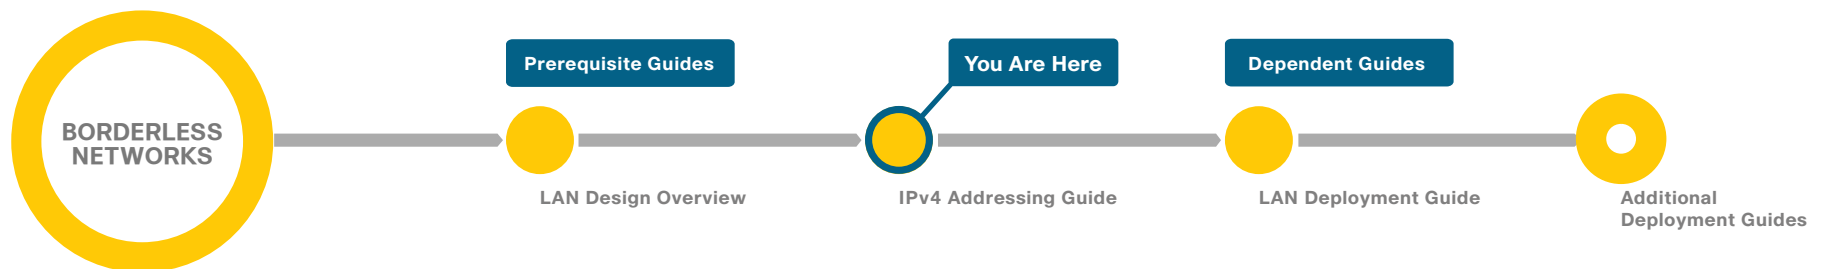 BORDERLESS
NETWORKS
Prerequisite Guides
You Are Here
Dependent Guides
LAN Design Overview
IPv4 Addressing Guide
LAN Deployment Guide
Additional
Deployment Guides